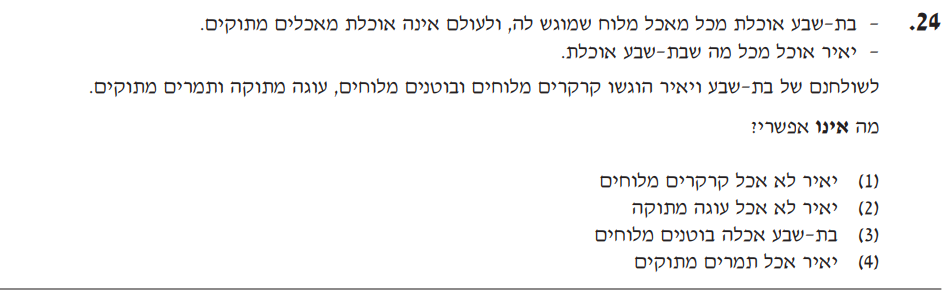 24. - בת-שבע אוכלת מכל מאכל מלוח שמוגש לה, ולעולם אינה אוכלת מאכלים מתוקים.
- יאיר אוכל מכל מה שבת-שבע אוכלת.
לשולחנם של בת-שבע ויאיר הוגשו קרקרים מלוחים ובוטנים מלוחים, עוגה מתוקה ותמרים מתוקים.
מה אינו אפשרי?
(1) יאיר לא אכל קרקרים מלוחים
(2) יאיר לא אכל עוגה מתוקה
(3) בת-שבע אכלה בוטנים מלוחים
(4) יאיר אכל תמרים מתוקים